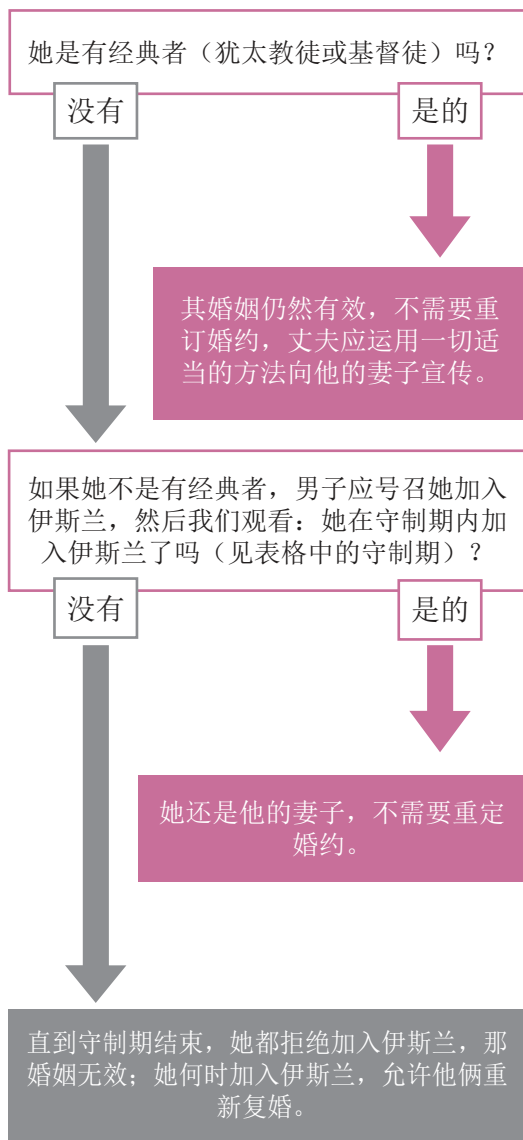 她是有经典者（犹太教徒或基督徒）吗？
没有
是的
其婚姻仍然有效，不需要重
订婚约，丈夫应运用一切适
当的方法向他的妻子宣传。
如果她不是有经典者，男子应号召她加入
伊斯兰，然后我们观看：她在守制期内加
入伊斯兰了吗（见表格中的守制期）？
没有
是的
她还是他的妻子，不需要重定
婚约。
直到守制期结束，她都拒绝加入伊斯兰，那
婚姻无效；她何时加入伊斯兰，允许他俩重
新复婚。